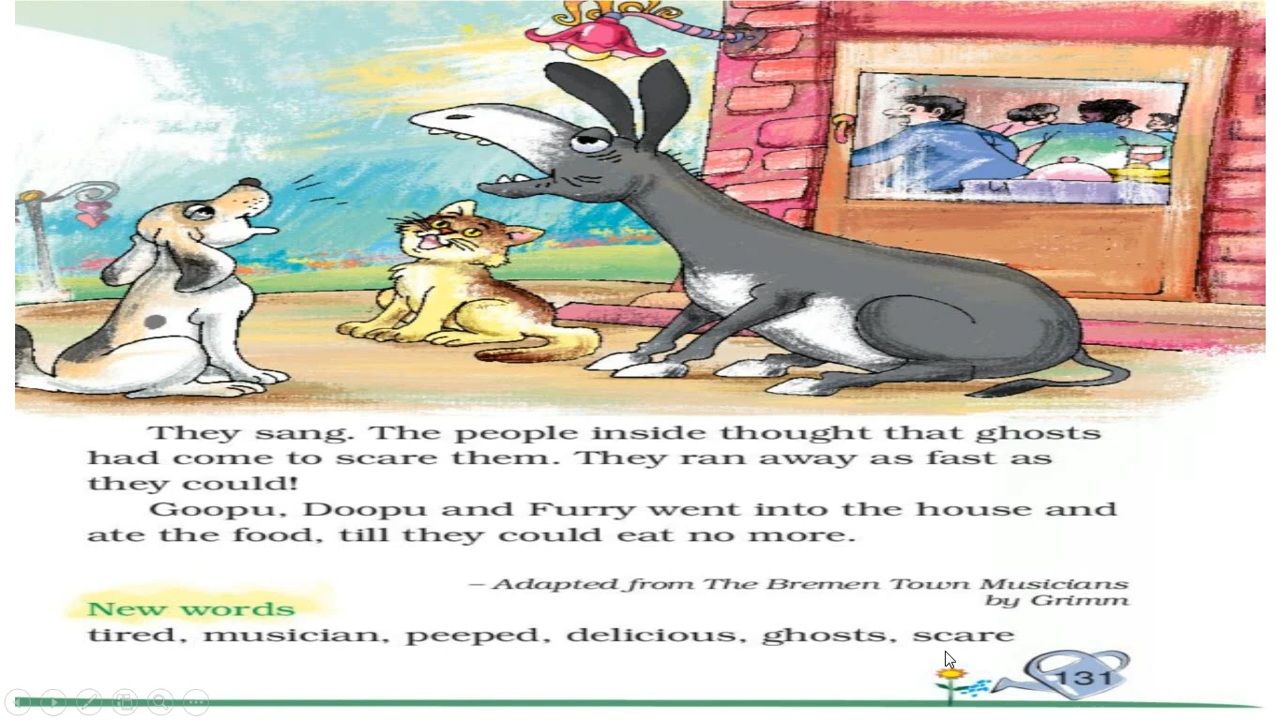 They sang. The people inside thought that ghosts
had come to scare them. They ran away as fast as
they could!
Goopu, Doopu and Furry went into the house and
ate the food, till they could eat no more.
– Adapted from The Bremen Town Musicians
by Grimm
New words
tired, musician, peeped, delicious, ghosts, scare
131